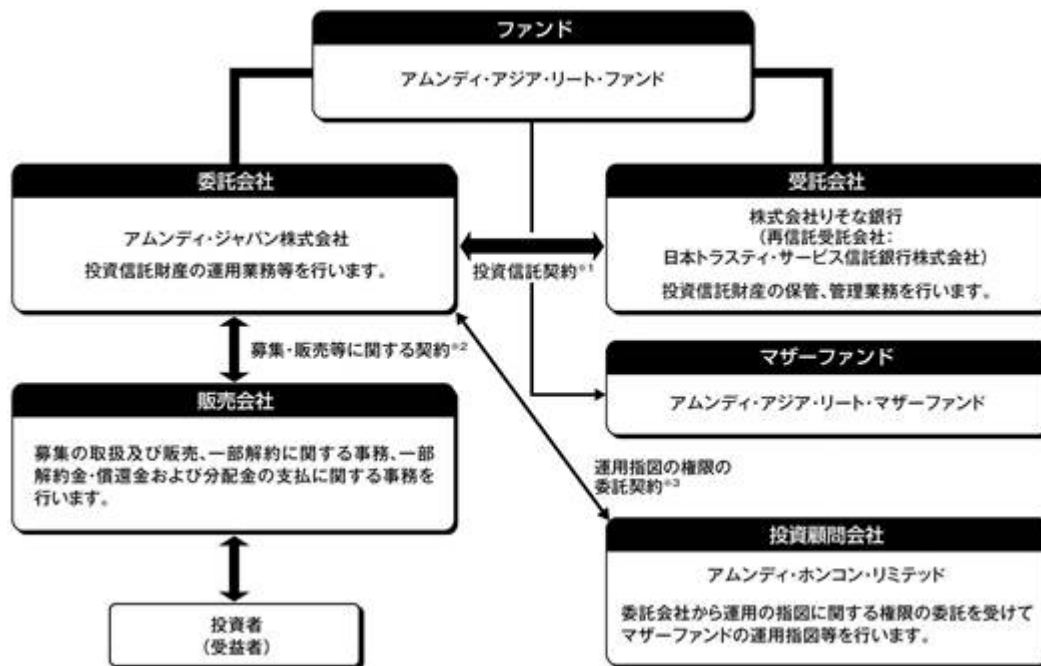 ファンド
アムンディ・アジア・リート・ファンド
委託会社
アムンディ・ジャパン株式会社
投資信託財産の運用業務等を行います。
投資信託契約※1
受託会社
株式会社りそな銀行
(再信託受託会社:
日本トラスティ・サービス信託銀行株式会社)
投資信託財産の保管、管理業務を行います。
募集・販売等に関する契約※2
マザーファンド
アムンディ・アジア・リート・マザーファンド
販売会社
募集の取扱及び販売、一部解約に関する事務、一部
解約金・償還金および分配金の支払に関する事務を
行います。
運用指図の権限の
委託契約※3
投資顧問会社
アムンディ・ホンコン・リミテッド
委託会社から運用の指図に関する権限の委託を受けて
マザーファンドの運用指図等を行います。
投資者
(受益者)